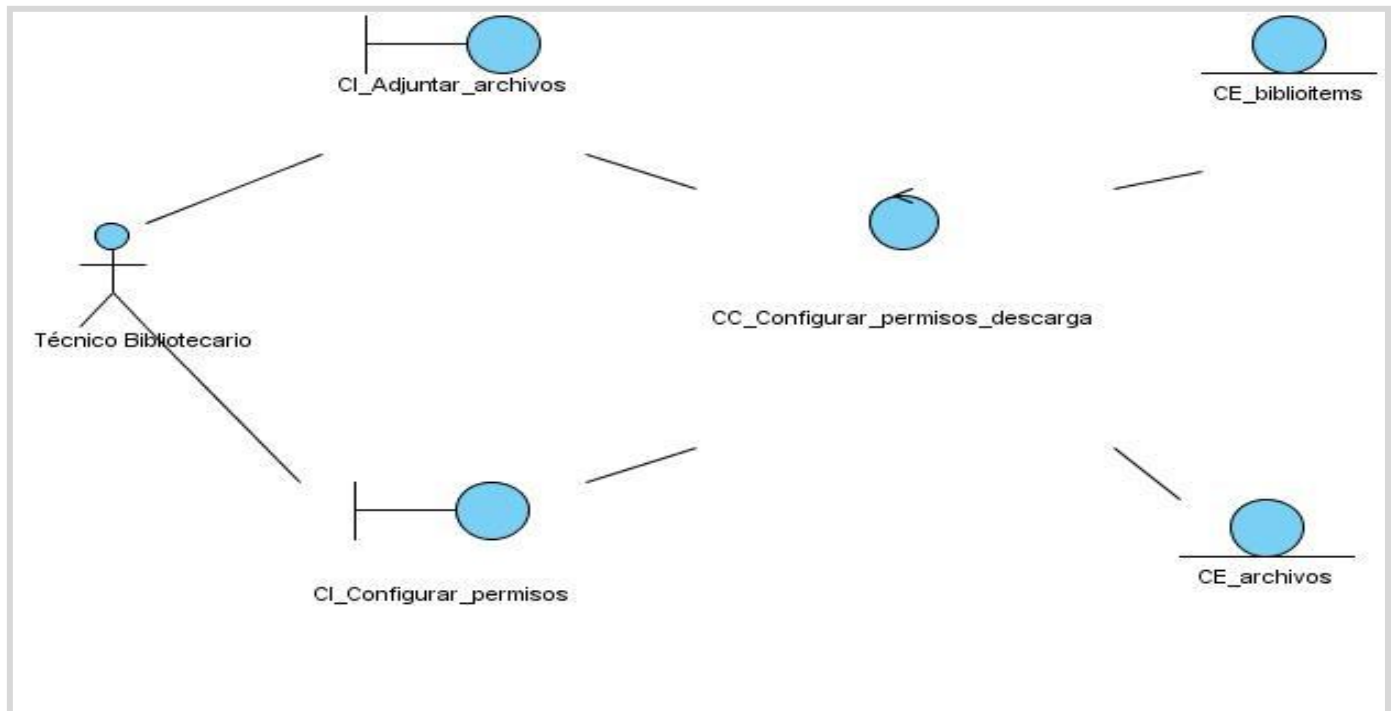 CI_Adjuntar_archivos
CE_biblioitems
Técnico Bibliotecario
CC_Configurar_permisos_descarga
CI_Configurar_permisos
CE_archivos